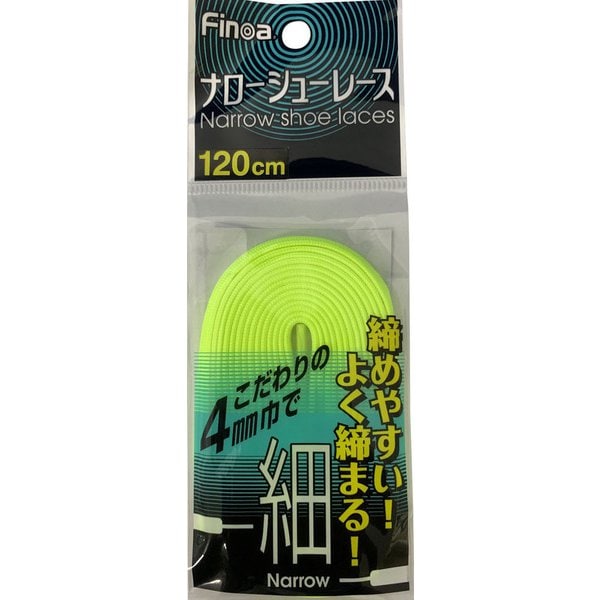 Finoa
ナローシューレース
Narrow shoe laces
120cm
締めやすい！
よく締まる！
こだわりの
4mm巾で
細
Narrow